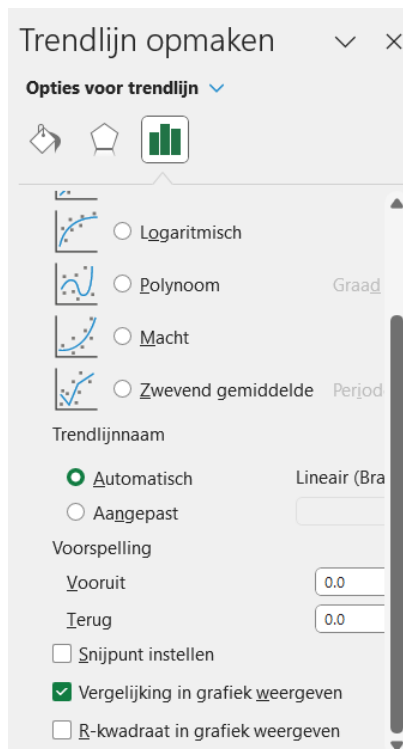 Trendlijn opmaken
Opties voor trendlijn
Logaritmisch
Polynoom Graad
Macht
Zwevend gemiddelde Period
Trendlijnnaam
Automatisch Lineair (Bra
Aangepast
Voorspelling
Vooruit 0.0
Terug 0.0
Snijpunt instellen
Vergelijking in grafiek weergeven
R-kwadraat in grafiek weergeven